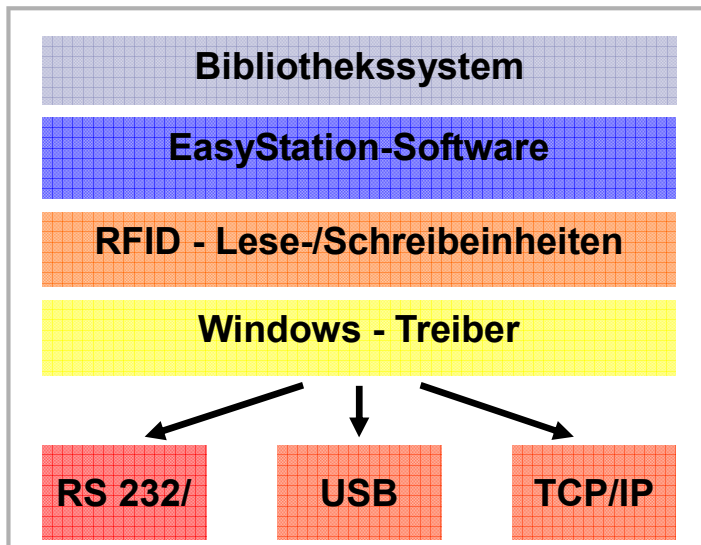 Bibliothekssystem
EasyStation-Software
RFID - Lese-/Schreibeinheiten
Windows - Treiber
RS 232/ USB TCP/IP